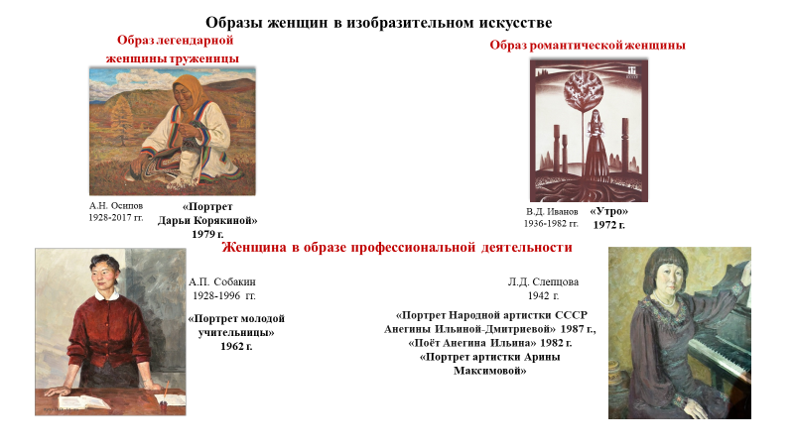 Образы женщин в изобразительном искусстве
Образ легендарной
женщины труженицы
Образ романтической женщины
А.Н. Осипов
1928-2017 гг.
«Портрет
Дарьи Корякиной»
1979 г.
В.Д. Иванов
1936-1982 гг.
«Утро»
1972 г.
Женщина в образе профессиональной деятельности
А.П. Собакин
1928-1996 гг.
«Портрет молодой
учительницы»
1962 г.
Л.Д. Слепцова
1942 г.
«Портрет Народной артистки СССР
Анегины Ильиной-Дмитриевой» 1987 г.,
«Поёт Анегина Ильина» 1982 г.
«Портрет артистки Арины
Максимовой»